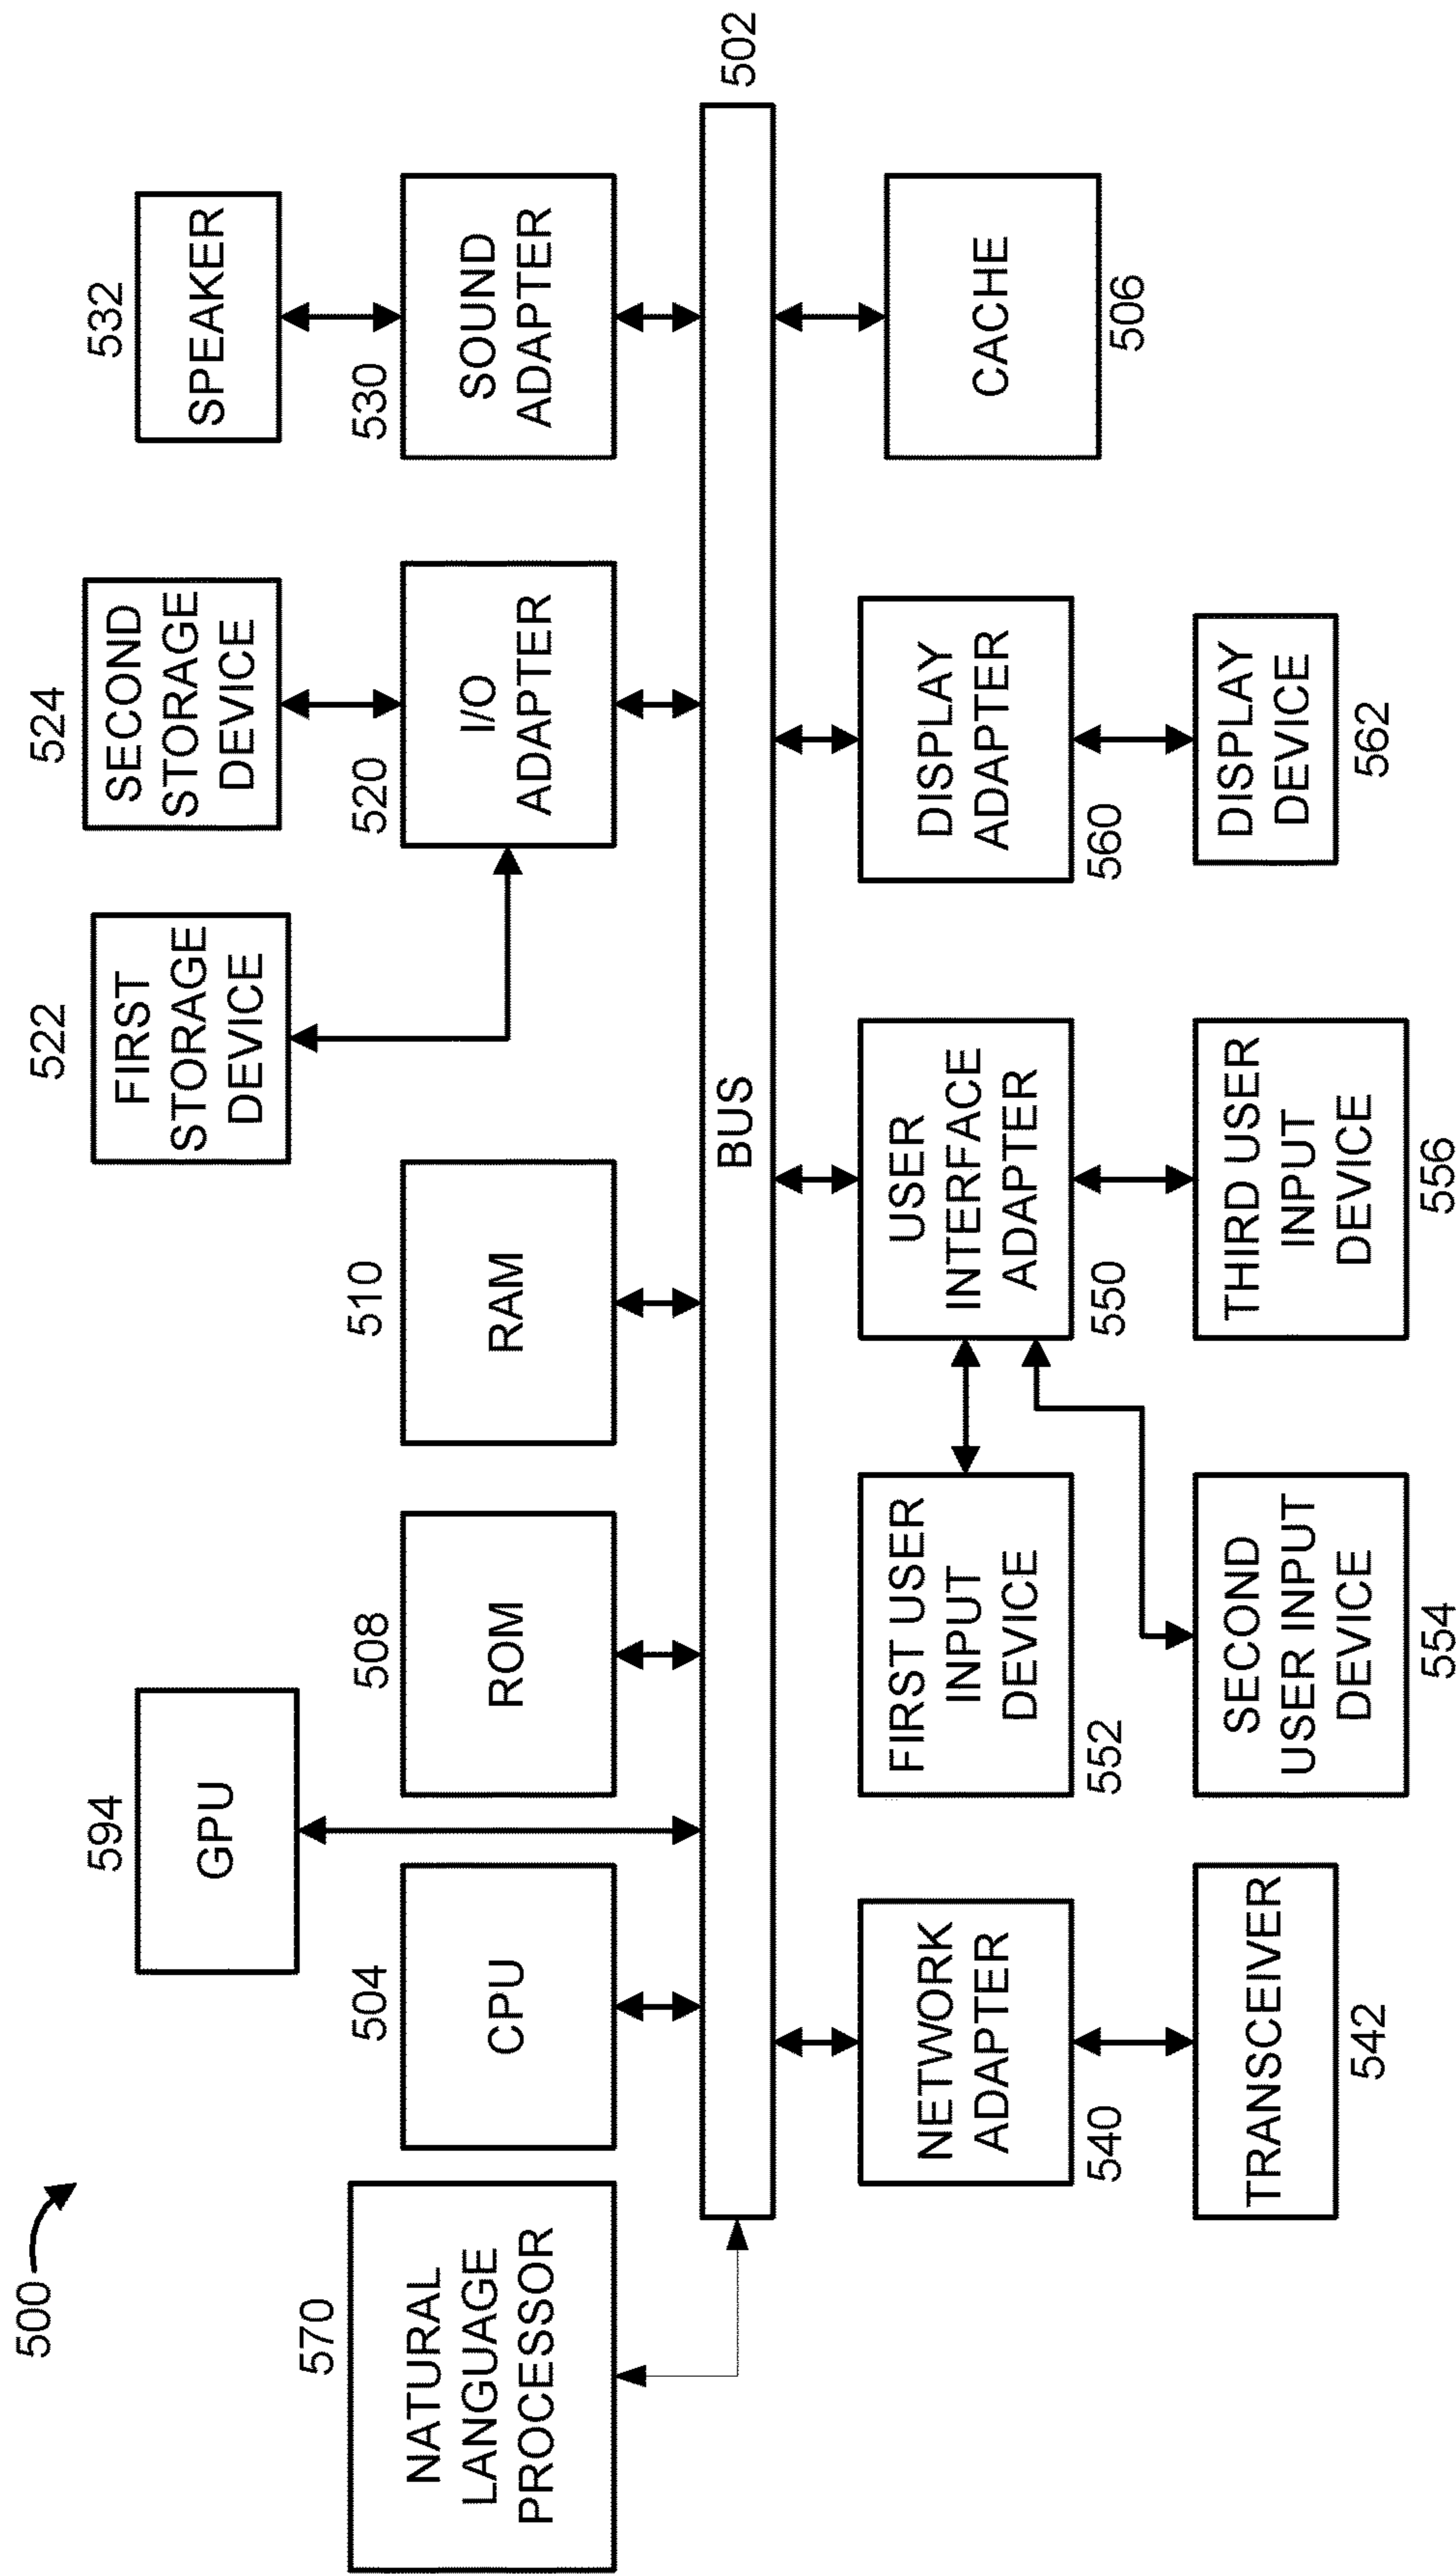 500
594
GPU
522
FIRST
STORAGE
DEVICE
524
SECOND
STORAGE
DEVICE
532
SPEAKER
570
NATURAL
LANGUAGE
PROCESSOR
504
CPU
508
ROM
510
RAM
520
I/O
ADAPTER
530
SOUND
ADAPTER
BUS
502
NETWORK
ADAPTER
540
FIRST USER
INPUT
DEVICE
552
USER
INTERFACE
ADAPTER
550
DISPLAY
ADAPTER
560
CACHE
506
TRANSCEIVER
542
SECOND
USER INPUT
DEVICE
554
THIRD USER
INPUT
DEVICE
556
DISPLAY
DEVICE
562